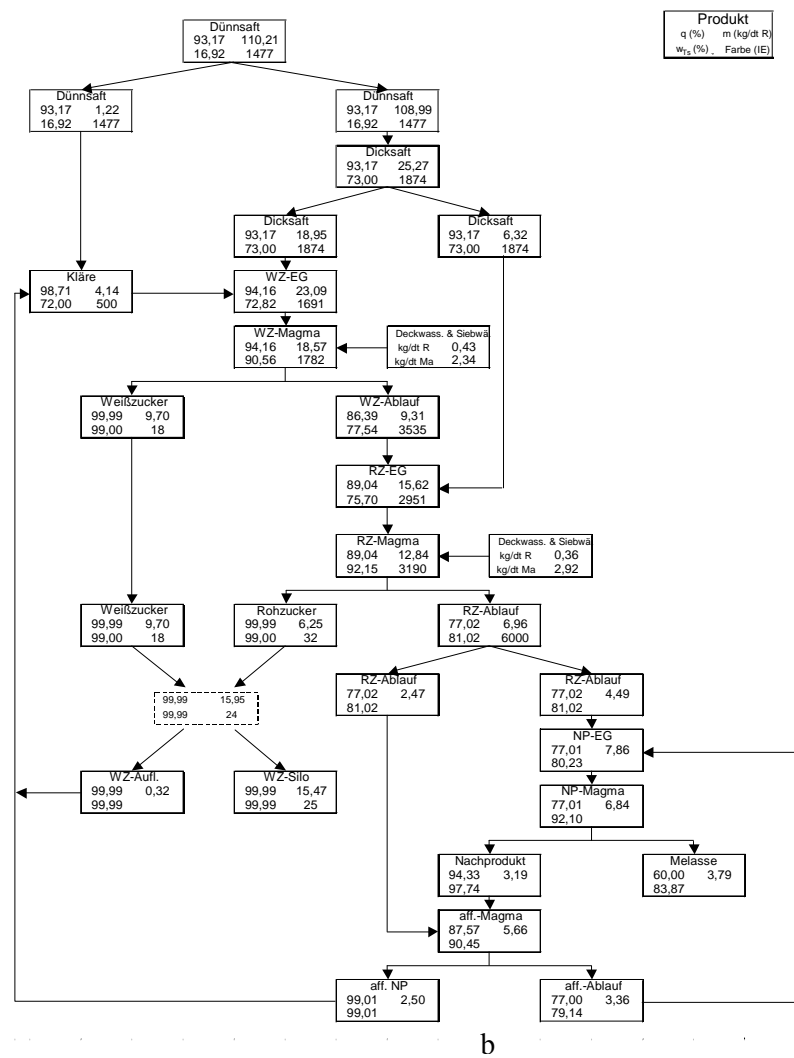 Dünnsaft
93,17 110,21
16,92 1477
Produkt
q (%) m (kg/dt R)
wTs (%) Farbe (IE)
Dünnsaft
93,17 1,22
16,92 1477
Dünnsaft
93,17 108,99
16,92 1477
Dicksaft
93,17 25,27
73,00 1874
Dicksaft
93,17 18,95
73,00 1874
Dicksaft
93,17 6,32
73,00 1874
Kläre
98,71 4,14
72,00 500
WZ-EG
94,16 23,09
72,82 1691
WZ-Magma
94,16 18,57
90,56 1782
Deckwass. & Siebwä
kg/dt R 0,43
kg/dt Ma 2,34
Weißzucker
99,99 9,70
99,00 18
WZ-Ablauf
86,39 9,31
77,54 3535
RZ-EG
89,04 15,62
75,70 2951
RZ-Magma
89,04 12,84
92,15 3190
Deckwass. & Siebwä
kg/dt R 0,36
kg/dt Ma 2,92
Weißzucker
99,99 9,70
99,00 18
Rohzucker
99,99 6,25
99,00 32
RZ-Ablauf
77,02 6,96
81,02 6000
RZ-Ablauf
77,02 2,47
81,02
RZ-Ablauf
77,02 4,49
81,02
99,99 15,95
99,99 24
NP-EG
77,01 7,86
80,23
WZ-Aufl.
99,99 0,32
99,99
WZ-Silo
99,99 15,47
99,99 25
NP-Magma
77,01 6,84
92,10
Nachprodukt
94,33 3,19
97,74
Melasse
60,00 3,79
83,87
aff.-Magma
87,57 5,66
90,45
aff. NP
99,01 2,50
99,01
aff.-Ablauf
77,00 3,36
79,14
b